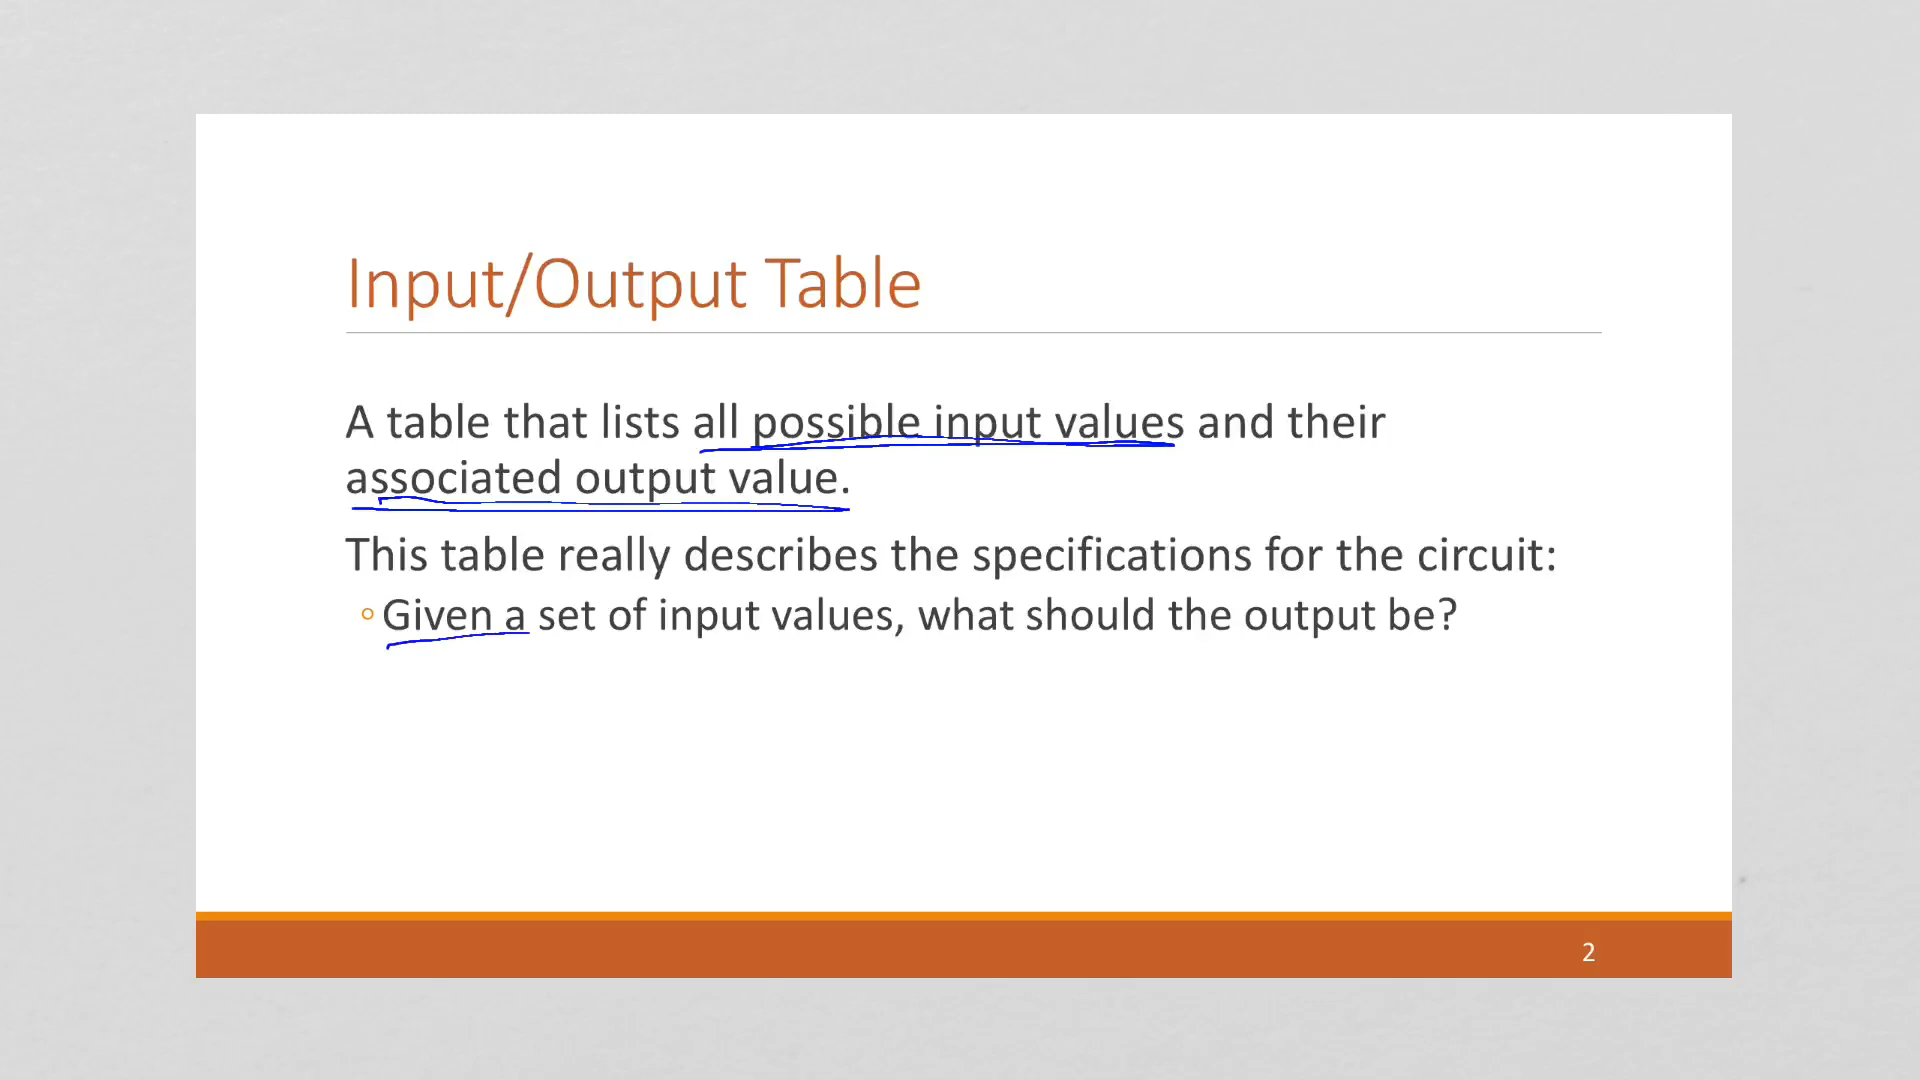 Input/Output Table
A table that lists all possible input values and their
associated output value.
This table really describes the specifications for the circuit:
◦ Given a set of input values, what should the output be?
2